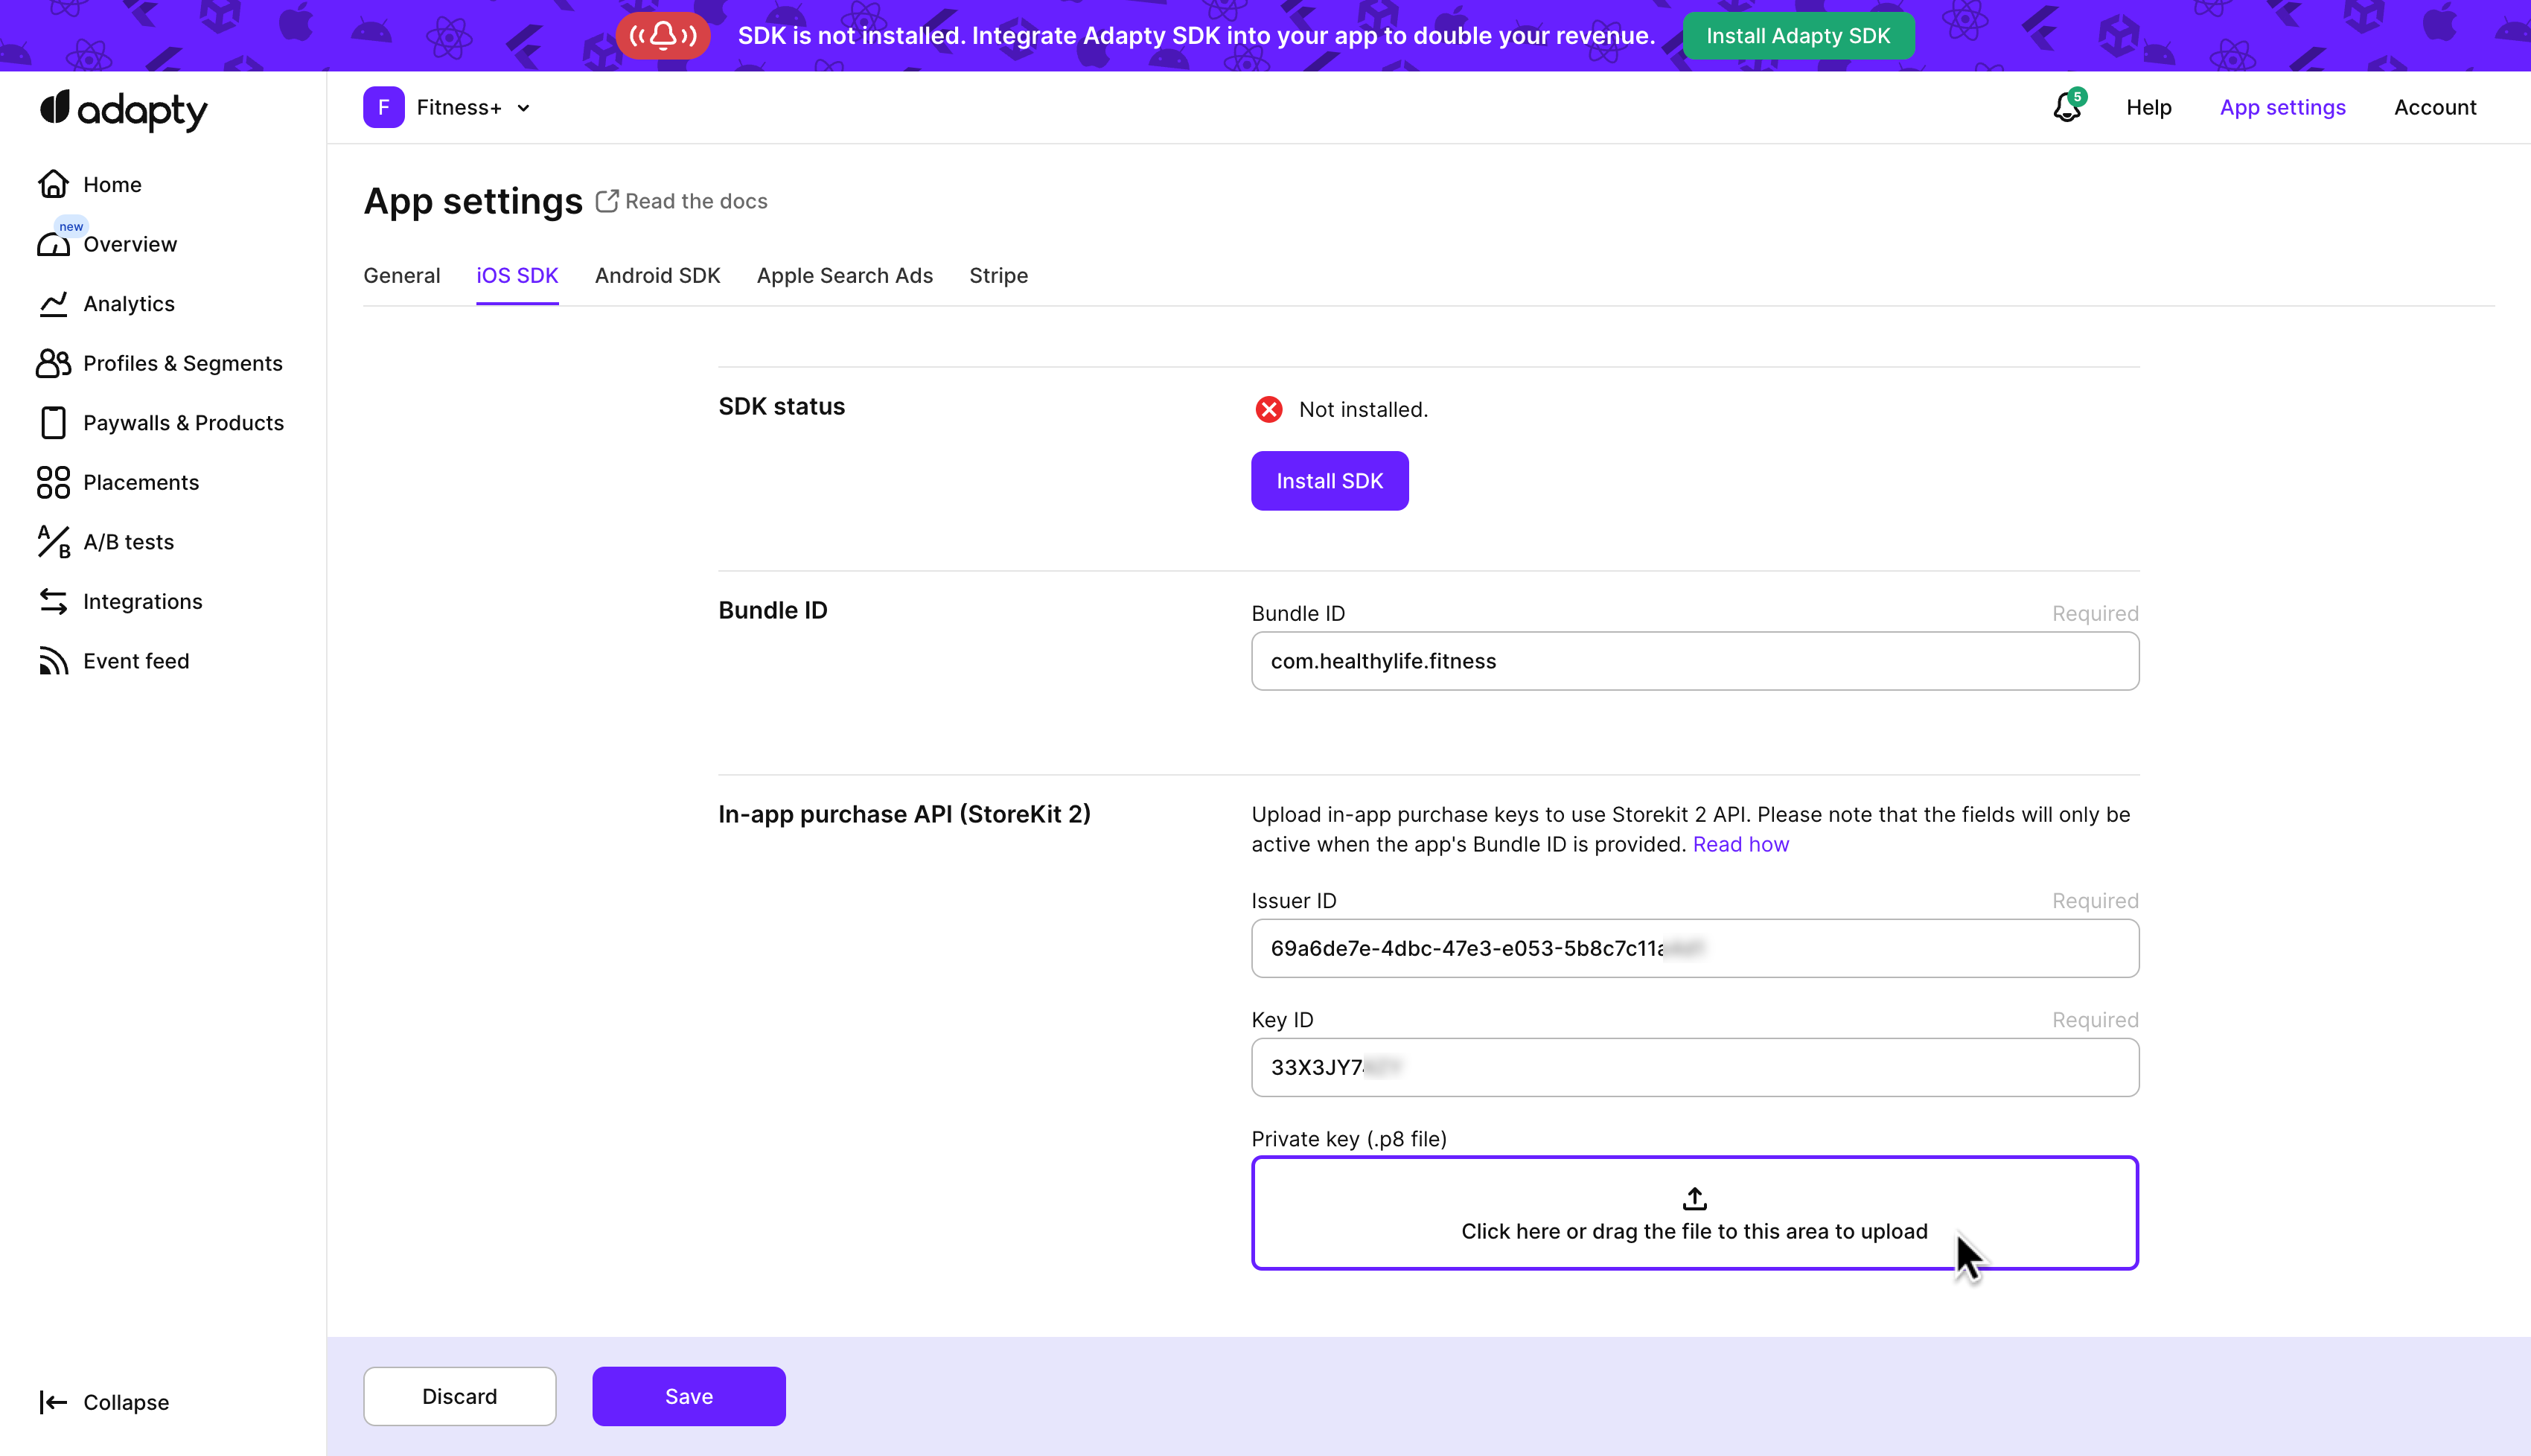 SDK is not installed. Integrate Adapty SDK into your app to double your revenue.
Install Adapty SDK
adapty
F Fitness+
5
Help
App settings
Account
Home
new
Overview
Analytics
Profiles & Segments
Paywalls & Products
Placements
A/B tests
Integrations
Event feed
Collapse
App settings
Read the docs
General
iOS SDK
Android SDK
Apple Search Ads
Stripe
SDK status
Not installed.
Install SDK
Bundle ID
Bundle ID
Required
com.healthylife.fitness
In-app purchase API (StoreKit 2)
Upload in-app purchase keys to use Storekit 2 API. Please note that the fields will only be
active when the app's Bundle ID is provided. Read how
Issuer ID
Required
69a6de7e-4dbc-47e3-e053-5b8c7c11a
Key ID
Required
33X3JY7
Private key (.p8 file)
Click here or drag the file to this area to upload
Discard
Save